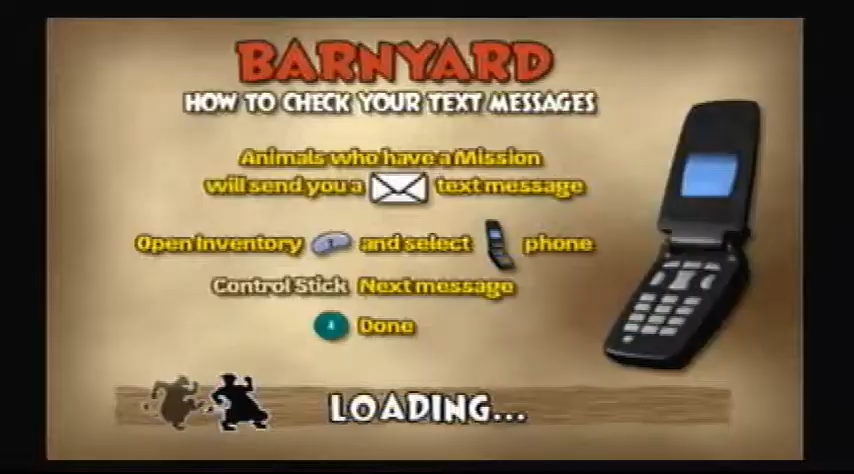 BARNYARD
HOW TO CHECK YOUR TEXT MESSAGES
Animals who have a Mission
will send you a text message
Open Inventory and select phone
Control Stick Next message
A Done
LOADING...